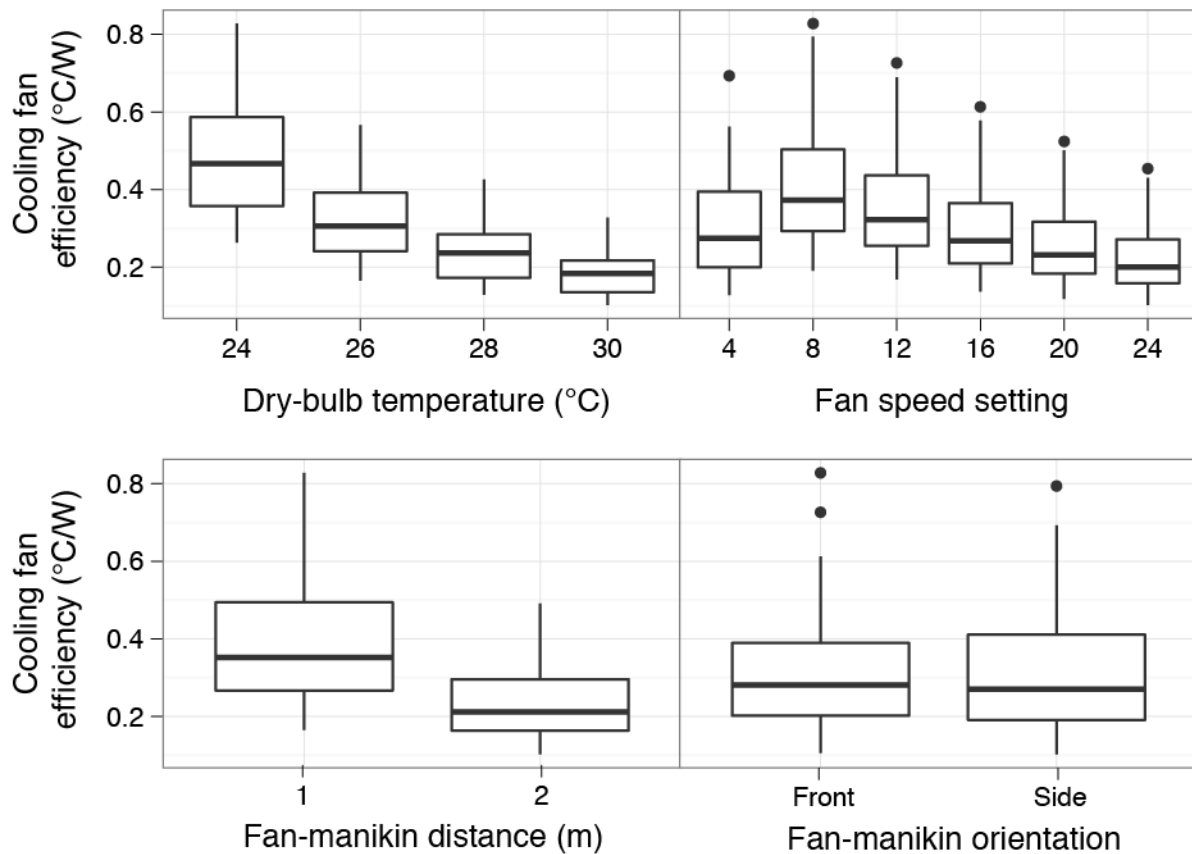 Cooling fan
efficiency (°C/W)
0.8
0.6
0.4
0.2
24 26 28 30
Dry-bulb temperature (°C)
4 8 12 16 20 24
Fan speed setting
Cooling fan
efficiency (°C/W)
0.8
0.6
0.4
0.2
1 2
Fan-manikin distance (m)
Front Side
Fan-manikin orientation